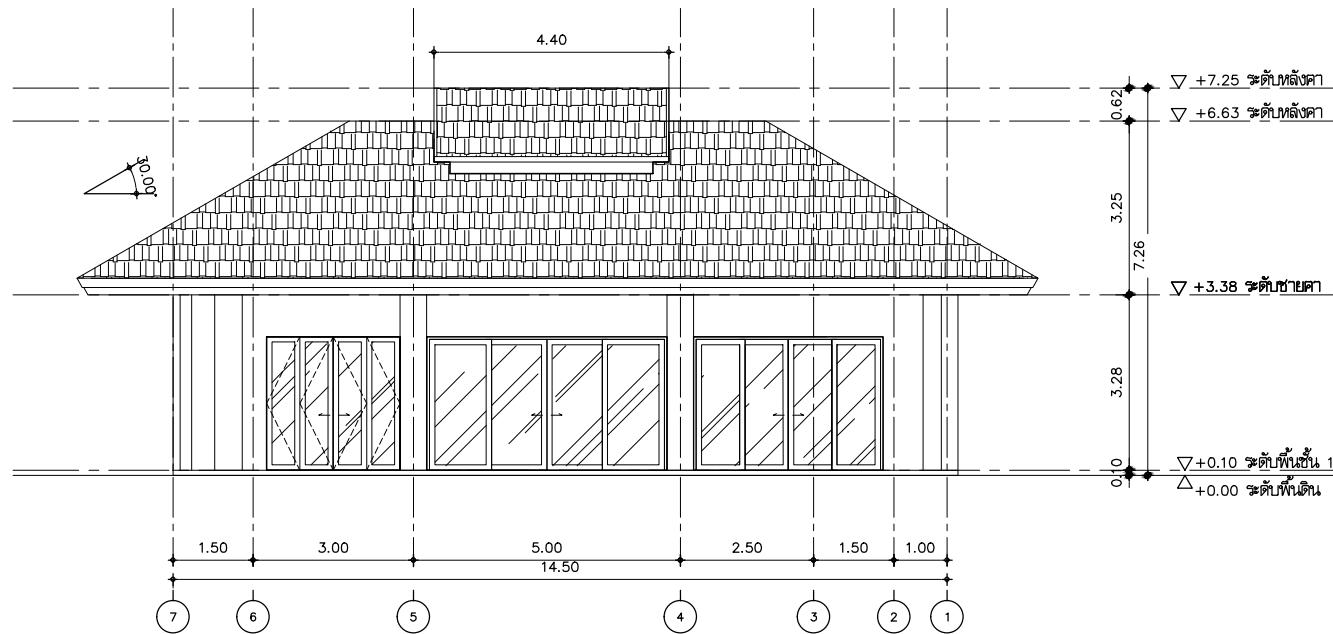 4.40
▽ +7.25 ระดับหลังคา
0.62
▽ +6.63 ระดับหลังคา
30.00°
3.25
7.26
▽ +3.38 ระดับชายคา
3.28
▽ +0.10 ระดับพื้นชั้น 1
0.10
△ +0.00 ระดับพื้นดิน
1.50 3.00 5.00 2.50 1.50 1.00
14.50
7 6 5 4 3 2 1